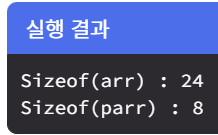 실행 결과
Sizeof(arr) : 24
Sizeof(parr) : 8